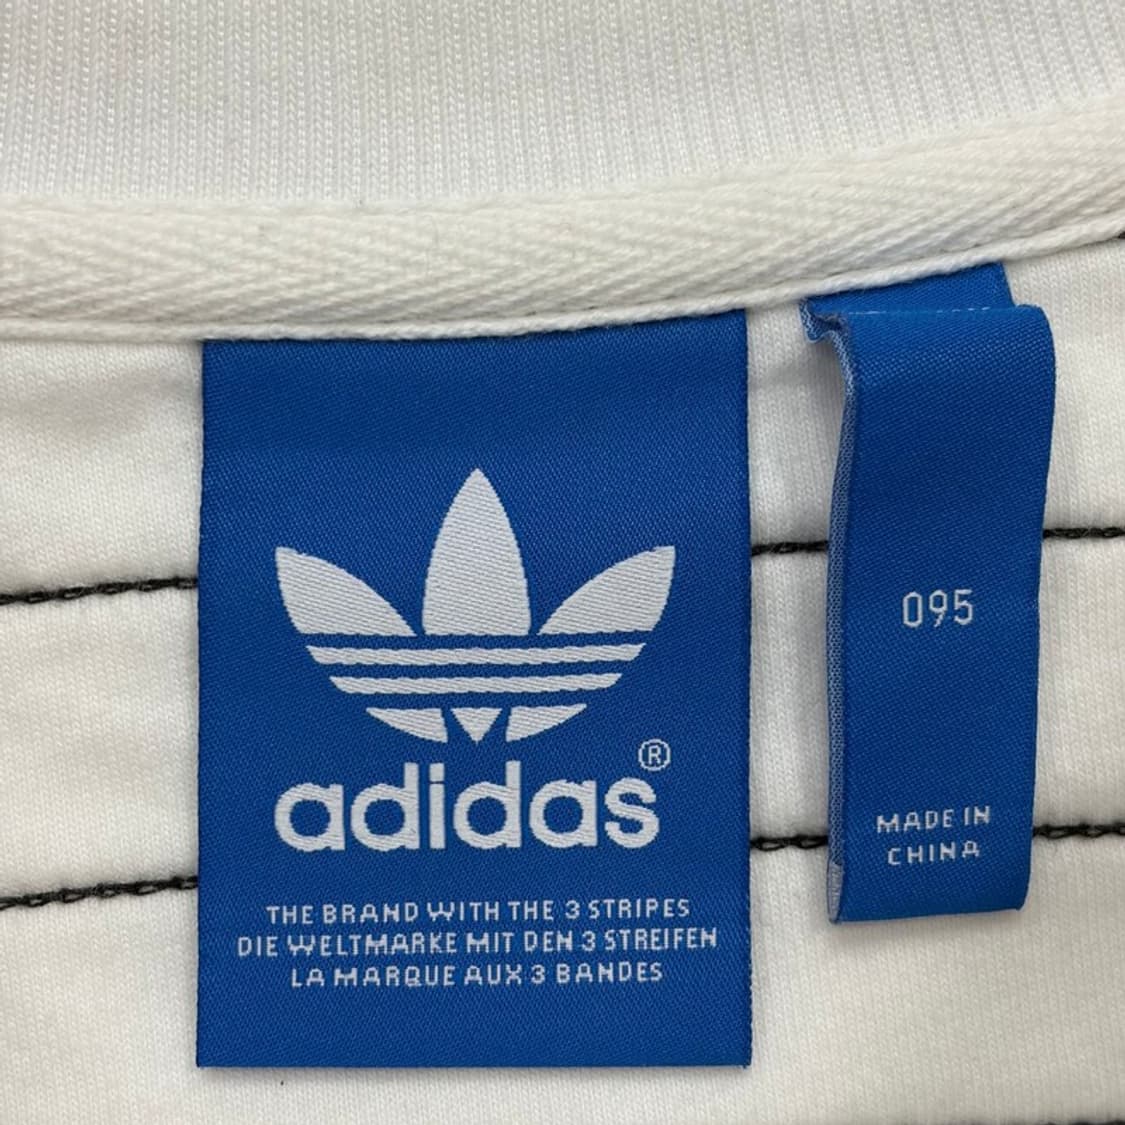 adidas®
THE BRAND WITH THE 3 STRIPES
DIE WELTMARKE MIT DEN 3 STREIFEN
LA MARQUE AUX 3 BANDES
095
MADE IN
CHINA